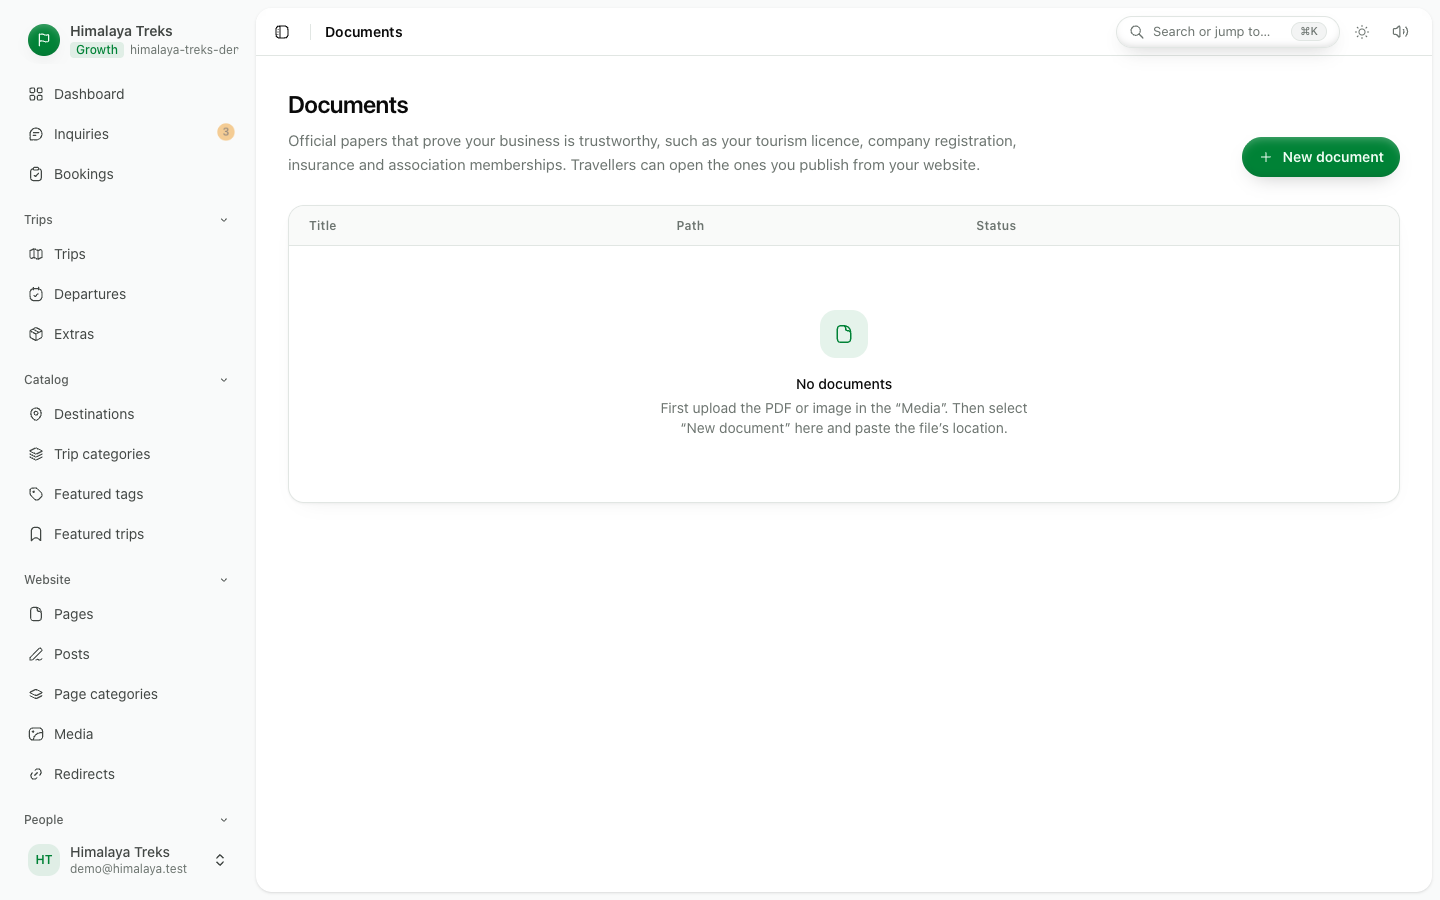 Himalaya Treks
Growth himalaya-treks-der
Dashboard
Inquiries 3
Bookings
Trips
Trips
Departures
Extras
Catalog
Destinations
Trip categories
Featured tags
Featured trips
Website
Pages
Posts
Page categories
Media
Redirects
People
HT
Himalaya Treks
demo@himalaya.test
Documents
Search or jump to... ⌘K
Documents
Official papers that prove your business is trustworthy, such as your tourism licence, company registration,
insurance and association memberships. Travellers can open the ones you publish from your website.
New document
Title Path Status
No documents
First upload the PDF or image in the “Media”. Then select
“New document” here and paste the file’s location.